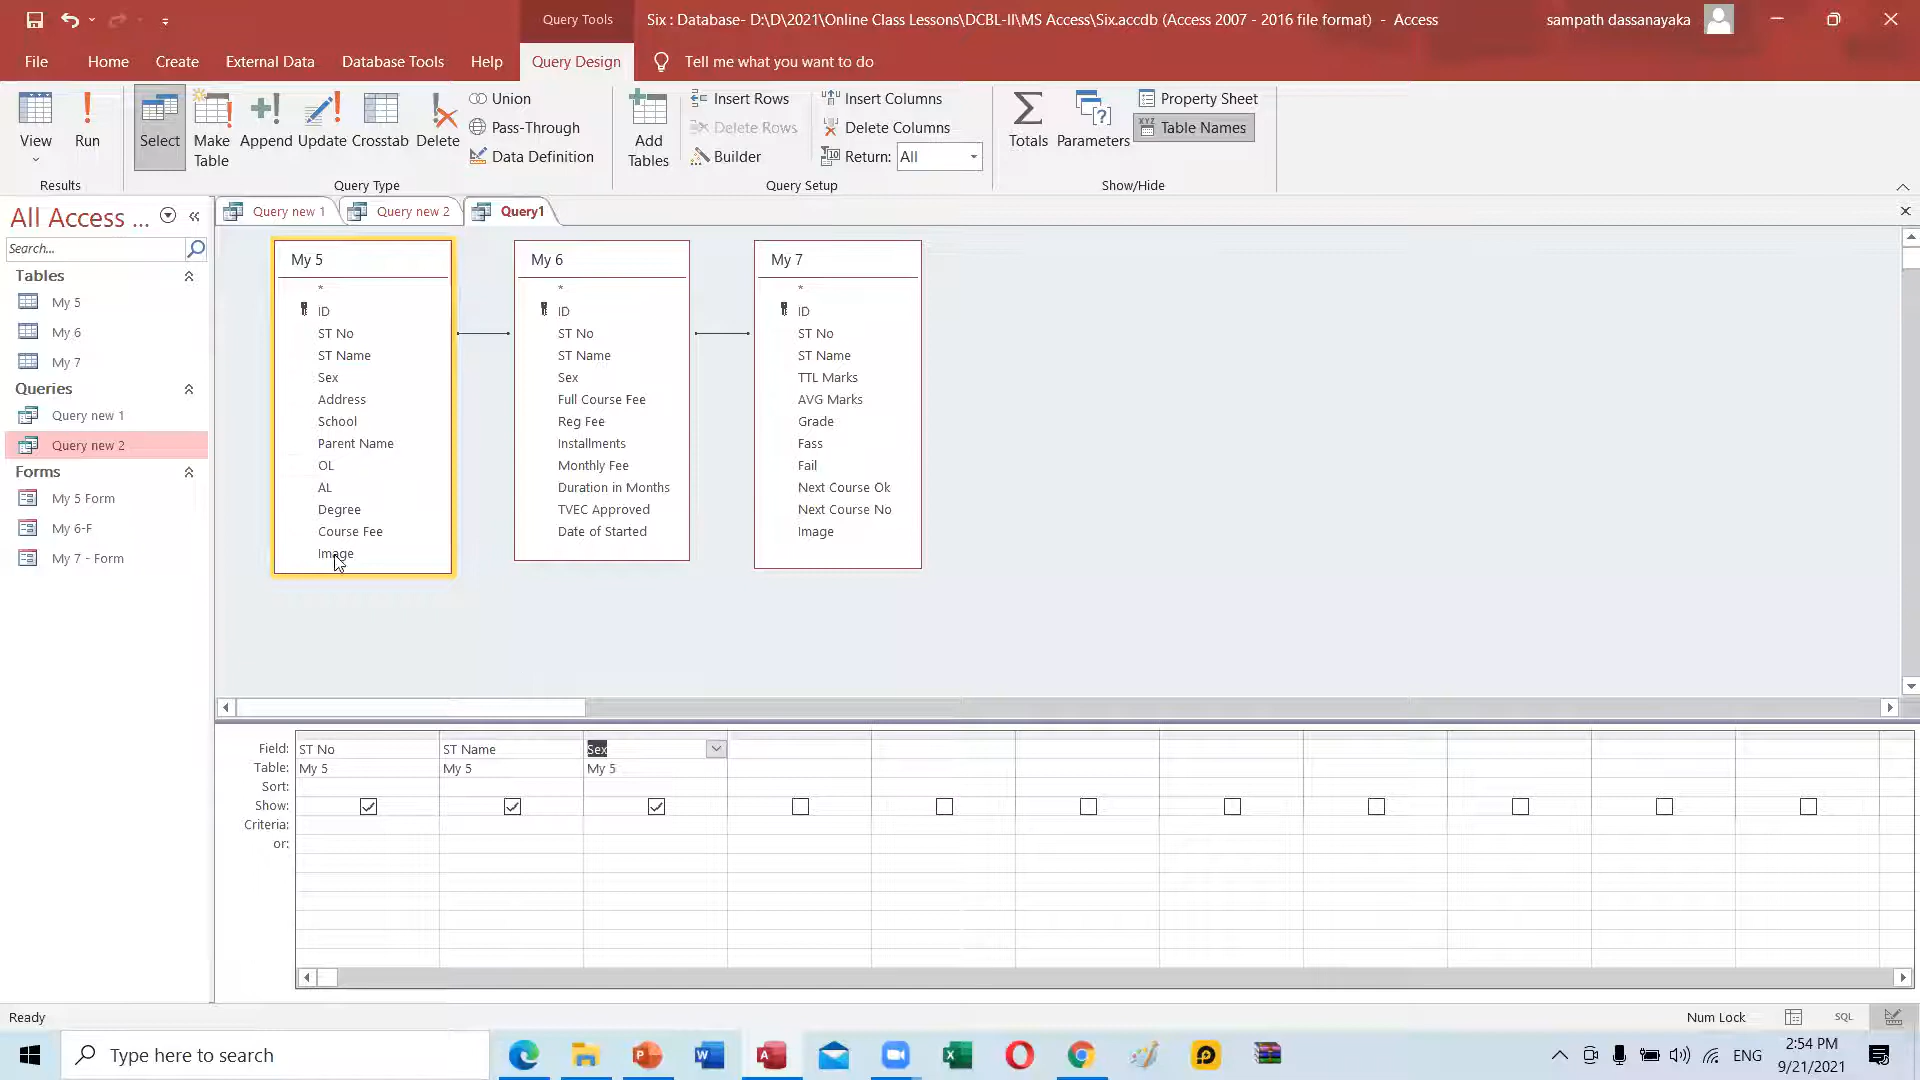 Query Tools
Six : Database- D:\D\2021\Online Class Lessons\DCBL-II\MS Access\Six.accdb (Access 2007 - 2016 file format) - Access
sampath dassanayaka
File Home Create External Data Database Tools Help Query Design Tell me what you want to do
View
Run
Select
Make Table
Append
Update
Crosstab
Delete
Union
Pass-Through
Data Definition
Add Tables
Insert Rows
Delete Rows
Builder
Insert Columns
Delete Columns
Return: All
Totals
Parameters
Property Sheet
Table Names
Results
Query Type
Query Setup
Show/Hide
All Access ...
Search...
Tables
My 5
My 6
My 7
Queries
Query new 1
Query new 2
Forms
My 5 Form
My 6-F
My 7 - Form
Query new 1
Query new 2
Query1
My 5
*
ID
ST No
ST Name
Sex
Address
School
Parent Name
OL
AL
Degree
Course Fee
Image
My 6
*
ID
ST No
ST Name
Sex
Full Course Fee
Reg Fee
Installments
Monthly Fee
Duration in Months
TVEC Approved
Date of Started
My 7
*
ID
ST No
ST Name
TTL Marks
AVG Marks
Grade
Fass
Fail
Next Course Ok
Next Course No
Image
Field: ST No ST Name Sex
Table: My 5 My 5 My 5
Sort:
Show:
Criteria:
or:
Ready
Num Lock
SQL
Type here to search
ENG
2:54 PM
9/21/2021